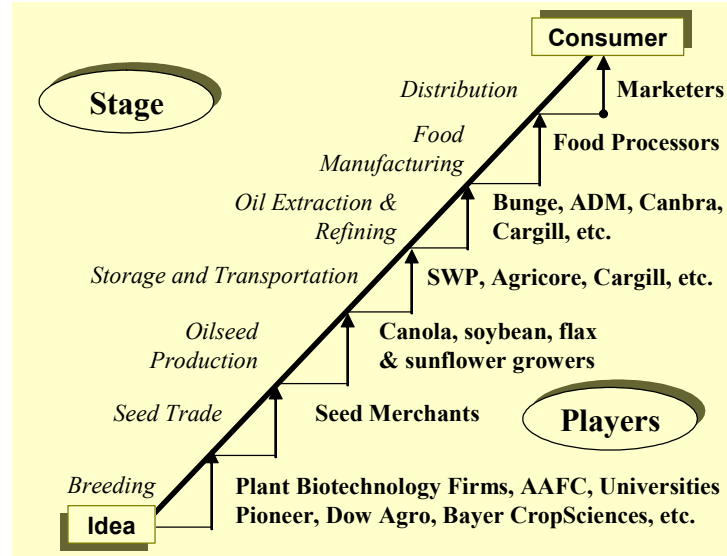 Consumer
Stage
Distribution
Marketers
Food
Manufacturing
Food Processors
Oil Extraction &
Refining
Bunge, ADM, Canbra,
Cargill, etc.
Storage and Transportation
SWP, Agricore, Cargill, etc.
Oilseed
Production
Canola, soybean, flax
& sunflower growers
Seed Trade
Seed Merchants
Players
Breeding
Plant Biotechnology Firms, AAFC, Universities
Pioneer, Dow Agro, Bayer CropSciences, etc.
Idea